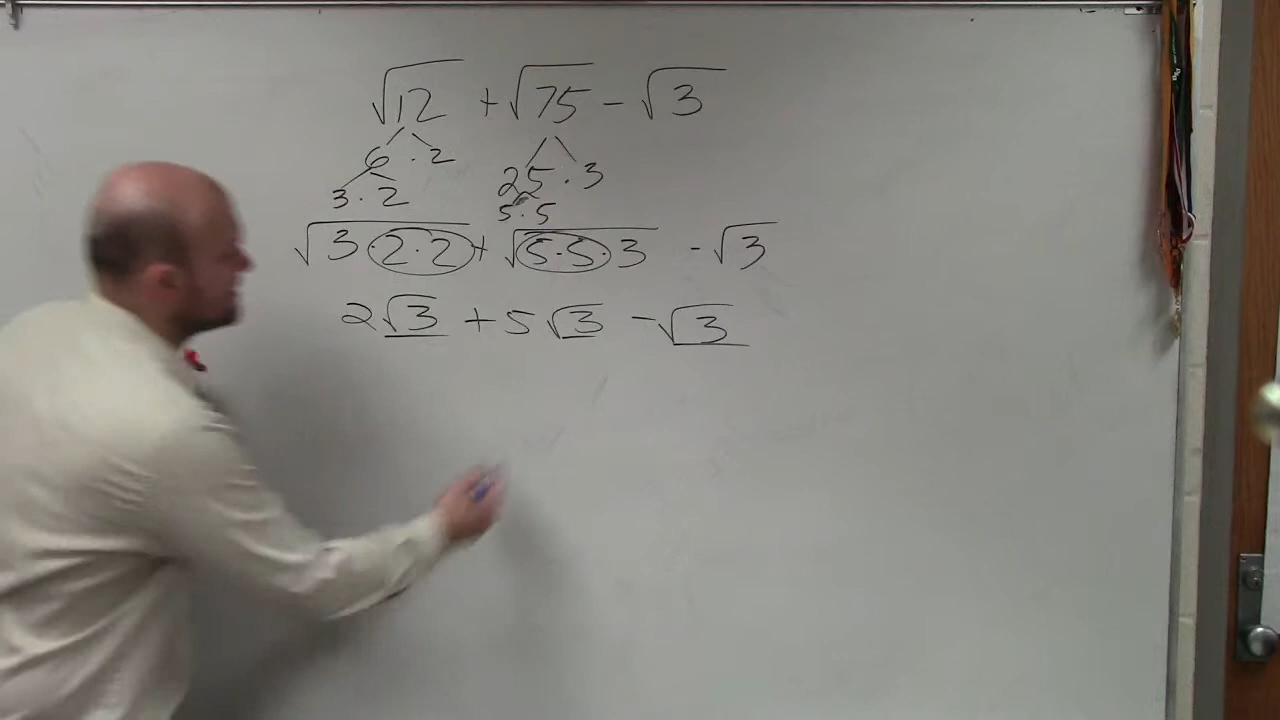 √12 + √75 - √3
6 · 2 25 · 3
3 · 2 5 · 5
√3 · 2 · 2 + √5 · 5 · 3 - √3
2√3 + 5√3 - √3